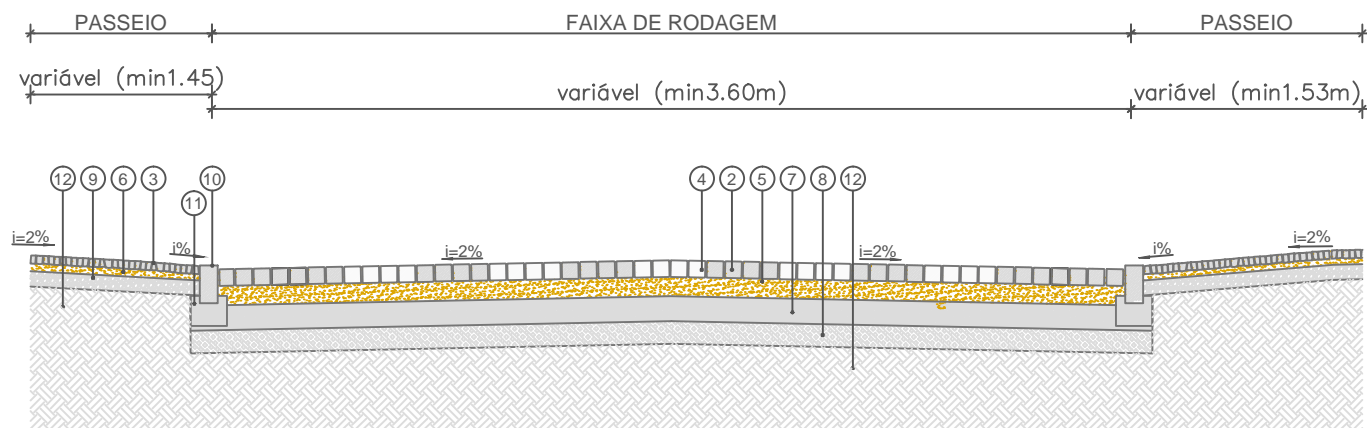 PASSEIO FAIXA DE RODAGEM PASSEIO
variável (min1.45) variável (min3.60m) variável (min1.53m)
12 9 6 3 11 10 4 2 5 7 8 12
i=2% i% i=2% i=2% i% i=2%